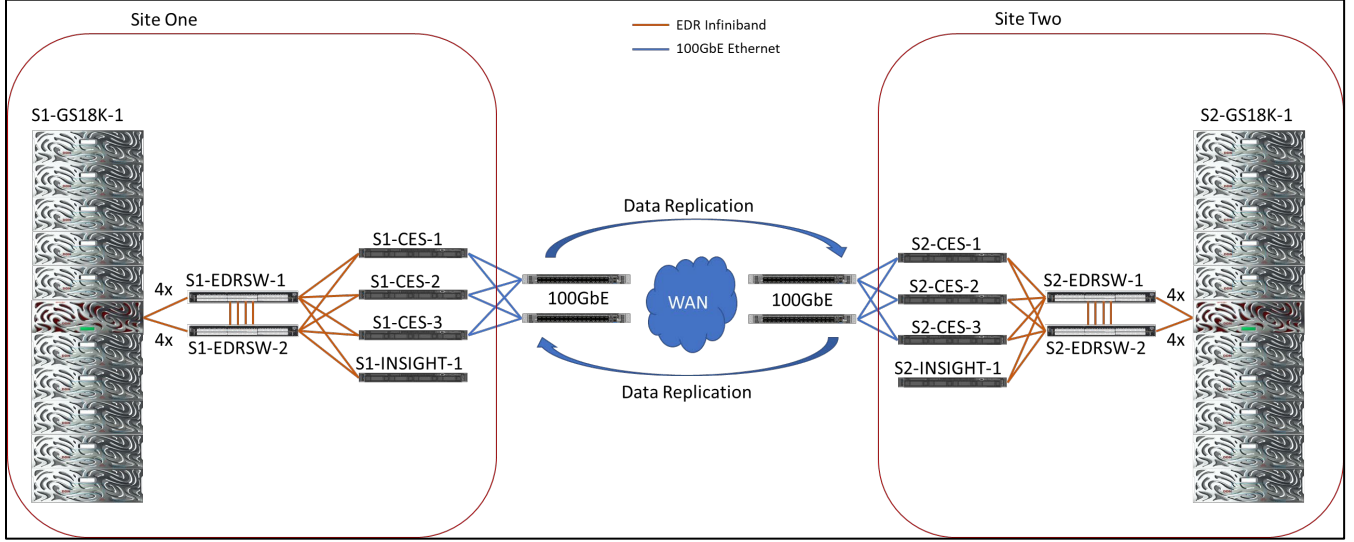 Site One
EDR Infiniband
100GbE Ethernet
Site Two
S1-GS18K-1
S2-GS18K-1
Data Replication
S1-CES-1
S2-CES-1
4x
S1-EDRSW-1
S1-CES-2
100GbE
WAN
100GbE
S2-CES-2
S2-EDRSW-1
4x
4x
S1-EDRSW-2
S1-CES-3
S2-CES-3
S2-EDRSW-2
4x
S1-INSIGHT-1
S2-INSIGHT-1
Data Replication